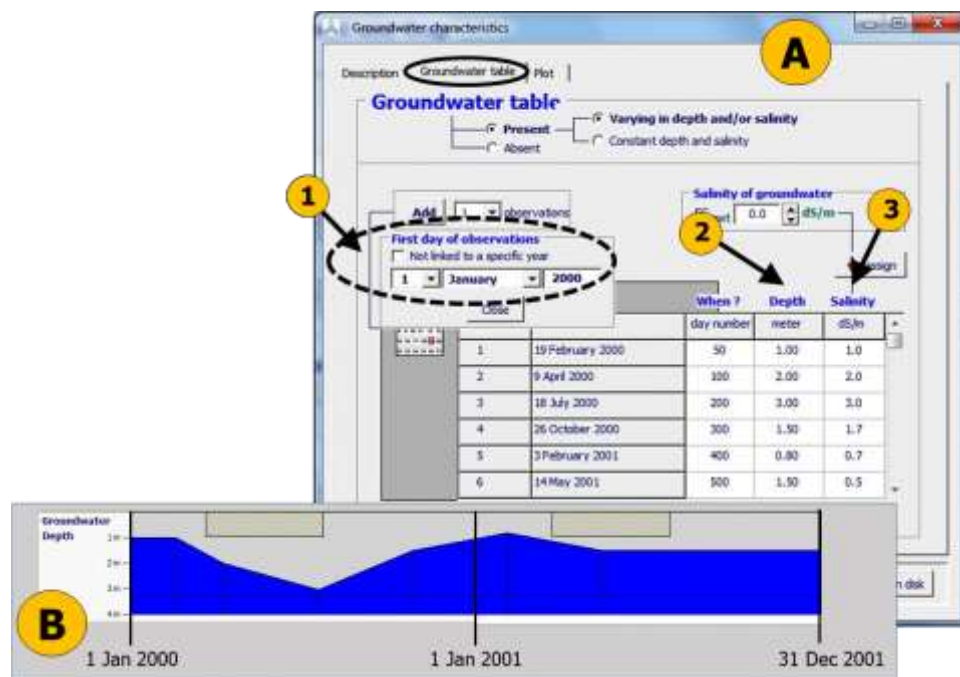 Groundwater characteristics
A
Description Groundwater table Plot
Groundwater table
Present
Absent
Varying in depth and/or salinity
Constant depth and salinity
1
Add 1 observations
Salinity of groundwater
0.0 dS/m
2
3
First day of observations
Not linked to a specific year
1 January 2000
Close
When ? Depth Salinity
day number meter dS/m
1 19 February 2000 50 1.00 1.0
2 9 April 2000 100 2.00 2.0
3 18 July 2000 200 3.00 3.0
4 26 October 2000 300 1.50 1.7
5 3 February 2001 400 0.80 0.7
6 14 May 2001 500 1.50 0.5
Groundwater
Depth
1m
2m
3m
4m
disk
B
1 Jan 2000 1 Jan 2001 31 Dec 2001